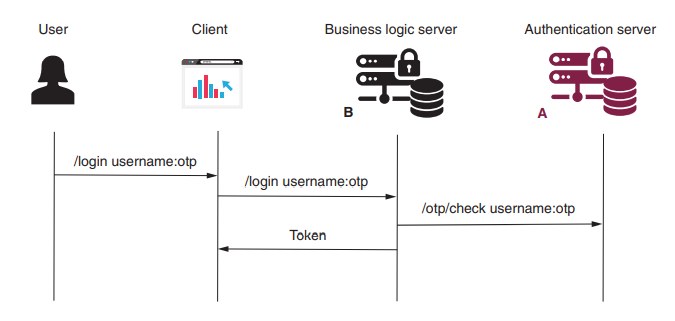 User
Client
Business logic server
Authentication server
B
A
/login username:otp
/login username:otp
/otp/check username:otp
Token